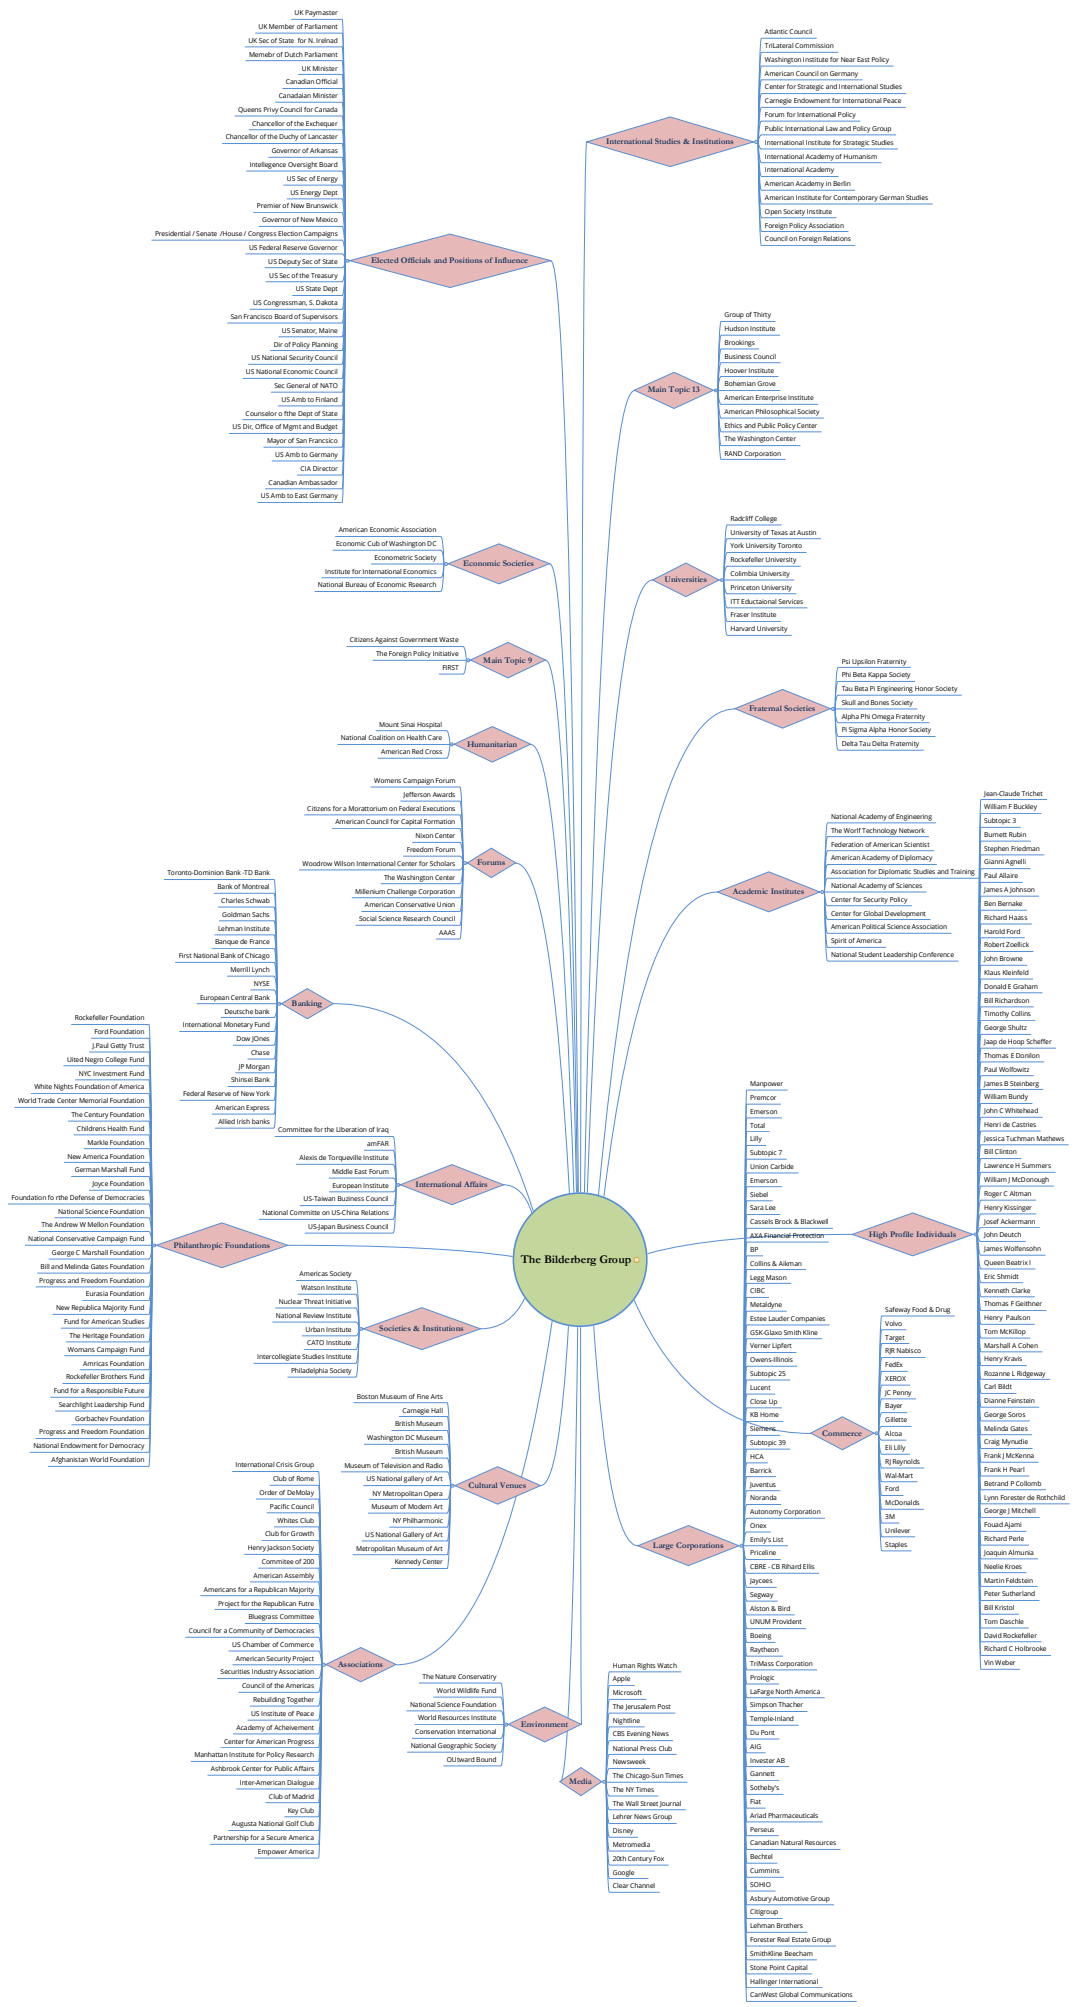 UK Paymaster
UK Member of Parliament
UK Sec of State for N. Irelnad
Memebr of Dutch Parliament
UK Minister
Canadian Official
Canadaian Minister
Queens Privy Council for Canada
Chancellor of the Exchequer
Chancellor of the Duchy of Lancaster
Governor of Arkansas
Intellegence Oversight Board
US Sec of Energy
US Energy Dept
Premier of New Brunswick
Governor of New Mexico
Presidential / Senate /House / Congress Election Campaigns
US Federal Reserve Governor
US Deputy Sec of State
US Sec of the Treasury
US State Dept
US Congressman, S. Dakota
San Francisco Board of Supervisors
US Senator, Maine
Dir of Policy Planning
US National Security Council
US National Economic Council
Sec General of NATO
US Amb to Finland
Counselor o fthe Dept of State
US Dir, Office of Mgmt and Budget
Mayor of San Francsico
US Amb to Germany
CIA Director
Canadian Ambassador
US Amb to East Germany
Elected Officials and Positions of Influence
American Economic Association
Economic Cub of Washington DC
Econometric Society
Institute for International Economics
National Bureau of Economic Rseearch
Economic Societies
Citizens Against Government Waste
The Foreign Policy Initiative
FIRST
Main Topic 9
Mount Sinai Hospital
National Coalition on Health Care
American Red Cross
Humanitarian
Womens Campaign Forum
Jefferson Awards
Citizens for a Morattorium on Federal Executions
American Council for Capital Formation
Nixon Center
Freedom Forum
Woodrow Wilson International Center for Scholars
The Washington Center
Millenium Challenge Corporation
American Conservative Union
Social Science Research Council
AAAS
Forums
Toronto-Dominion Bank -TD Bank
Bank of Montreal
Charles Schwab
Goldman Sachs
Lehman Institute
Banque de France
First National Bank of Chicago
Merrill Lynch
NYSE
European Central Bank
Deutsche bank
International Monetary Fund
Dow JOnes
Chase
JP Morgan
Shinsei Bank
Federal Reserve of New York
American Express
Allied Irish banks
Banking
Committee for the Liberation of Iraq
amFAR
Alexis de Torqueville Institute
Middle East Forum
European Institute
US-Taiwan Business Council
National Committe on US-China Relations
US-Japan Business Council
International Affairs
Rockefeller Foundation
Ford Foundation
J.Paul Getty Trust
Uited Negro College Fund
NYC Investment Fund
White Nights Foundation of America
World Trade Center Memorial Foundation
The Century Foundation
Childrens Health Fund
Markle Foundation
New America Foundation
German Marshall Fund
Joyce Foundation
Foundation fo rthe Defense of Democracies
National Science Foundation
The Andrew W Mellon Foundation
National Conservative Campaign Fund
George C Marshall Foundation
Bill and Melinda Gates Foundation
Progress and Freedom Foundation
Eurasia Foundation
New Republica Majority Fund
Fund for American Studies
The Heritage Foundation
Womans Campaign Fund
Amricas Foundation
Rockefeller Brothers Fund
Fund for a Responsible Future
Searchlight Leadership Fund
Gorbachev Foundation
Progress and Freedom Foundation
National Endowment for Democracy
Afghanistan World Foundation
Philanthropic Foundations
Americas Society
Watson Institute
Nuclear Threat Initiative
National Review Institute
Urban Institute
CATO Institute
Intercollegiate Studies Institute
Philadelphia Society
Societies & Institutions
Boston Museum of Fine Arts
Carnegie Hall
British Museum
Washington DC Museum
British Museum
Museum of Television and Radio
US National gallery of Art
NY Metropolitan Opera
Museum of Modern Art
NY Philharmonic
US National Gallery of Art
Metropolitan Museum of Art
Kennedy Center
Cultural Venues
International Crisis Group
Club of Rome
Order of DeMolay
Pacific Council
Whites Club
Club for Growth
Henry Jackson Society
Commitee of 200
American Assembly
Americans for a Republican Majority
Project for the Republican Futre
Bluegrass Committee
Council for a Community of Democracies
US Chamber of Commerce
American Security Project
Securities Industry Association
Council of the Americas
Rebuilding Together
US Institute of Peace
Academy of Acheivement
Center for American Progress
Manhattan Institute for Policy Research
Ashbrook Center for Public Affairs
Inter-American Dialogue
Club of Madrid
Key Club
Augusta National Golf Club
Partnership for a Secure America
Empower America
Associations
The Nature Conservatiry
World Wildlife Fund
National Science Foundation
World Resources Institute
Conservation International
National Geographic Society
OUtward Bound
Environment
The Bilderberg Group
International Studies & Institutions
Atlantic Council
TriLateral Commission
Washington Institute for Near East Policy
American Council on Germany
Center for Strategic and International Studies
Carnegie Endowment for International Peace
Forum for International Policy
Public International Law and Policy Group
International Institute for Strategic Studies
International Academy of Humanism
International Academy
American Academy in Berlin
American Institute for Contemporary German Studies
Open Society Institute
Foreign Policy Association
Council on Foreign Relations
Main Topic 13
Group of Thirty
Hudson Institute
Brookings
Business Council
Hoover Institute
Bohemian Grove
American Enterprise Institute
American Philosophical Society
Ethics and Public Policy Center
The Washington Center
RAND Corporation
Universities
Radcliff College
University of Texas at Austin
York University Toronto
Rockefeller University
Colimbia University
Princeton University
ITT Eductaional Services
Fraser Institute
Harvard University
Fraternal Societies
Psi Upsilon Fraternity
Phi Beta Kappa Society
Tau Beta Pi Engineering Honor Society
Skull and Bones Society
Alpha Phi Omega Fraternity
Pi Sigma Alpha Honor Society
Delta Tau Delta Fraternity
Academic Institutes
National Academy of Engineering
The Worlf Technology Network
Federation of American Scientist
American Academy of Diplomacy
Association for Diplomatic Studies and Training
National Academy of Sciences
Center for Security Policy
Center for Global Development
American Political Science Association
Spirit of America
National Student Leadership Conference
High Profile Individuals
Jean-Claude Trichet
William F Buckley
Subtopic 3
Burnett Rubin
Stephen Friedman
Gianni Agnelli
Paul Allaire
James A Johnson
Ben Bernake
Richard Haass
Harold Ford
Robert Zoellick
John Browne
Klaus Kleinfeld
Donald E Graham
Bill Richardson
Timothy Collins
George Shultz
Jaap de Hoop Scheffer
Thomas E Donilon
Paul Wolfowitz
James B Steinberg
William Bundy
John C Whitehead
Henri de Castries
Jessica Tuchman Mathews
Bill Clinton
Lawrence H Summers
William J McDonough
Roger C Altman
Henry Kissinger
Josef Ackermann
John Deutch
James Wolfensohn
Queen Beatrix I
Eric Shmidt
Kenneth Clarke
Thomas F Geithner
Henry Paulson
Tom McKillop
Marshall A Cohen
Henry Kravis
Rozanne L Ridgeway
Carl Bildt
Dianne Feinstein
George Soros
Melinda Gates
Craig Mynudie
Frank J McKenna
Frank H Pearl
Betrand P Collomb
Lynn Forester de Rothchild
George J Mitchell
Fouad Ajami
Richard Perle
Joaquin Almunia
Neelie Kroes
Martin Feldstein
Peter Sutherland
Bill Kristol
Tom Daschle
David Rockefeller
Richard C Holbrooke
Vin Weber
Commerce
Safeway Food & Drug
Volvo
Target
RJR Nabisco
FedEx
XEROX
JC Penny
Bayer
Gillette
Alcoa
Eli Lilly
RJ Reynolds
Wal-Mart
Ford
McDonalds
3M
Unilever
Staples
Large Corporations
Manpower
Premcor
Emerson
Total
Lilly
Subtopic 7
Union Carbide
Emerson
Siebel
Sara Lee
Cassels Brock & Blackwell
AXA Financial Protection
BP
Collins & Aikman
Legg Mason
CIBC
Metaldyne
Estee Lauder Companies
GSK-Glaxo Smith Kline
Verner Lipfert
Owens-Illinois
Subtopic 25
Lucent
Close Up
KB Home
Siemens
Subtopic 39
HCA
Barrick
Juventus
Noranda
Autonomy Corporation
Onex
Emily's List
Priceline
CBRE - CB Rihard Ellis
Jaycees
Segway
Alston & Bird
UNUM Provident
Boeing
Raytheon
TriMass Corporation
Prologic
LaFarge North America
Simpson Thacher
Temple-Inland
Du Pont
AIG
Invester AB
Gannett
Sotheby's
Fiat
Ariad Pharmaceuticals
Perseus
Canadian Natural Resources
Bechtel
Cummins
SOHIO
Asbury Automotive Group
Citigroup
Lehman Brothers
Forester Real Estate Group
SmithKline Beecham
Stone Point Capital
Hallinger International
CanWest Global Communications
Media
Human Rights Watch
Apple
Microsoft
The Jerusalem Post
Nightline
CBS Evening News
National Press Club
Newsweek
The Chicago-Sun Times
The NY Times
The Wall Street Journal
Lehrer News Group
Disney
Metromedia
20th Century Fox
Google
Clear Channel